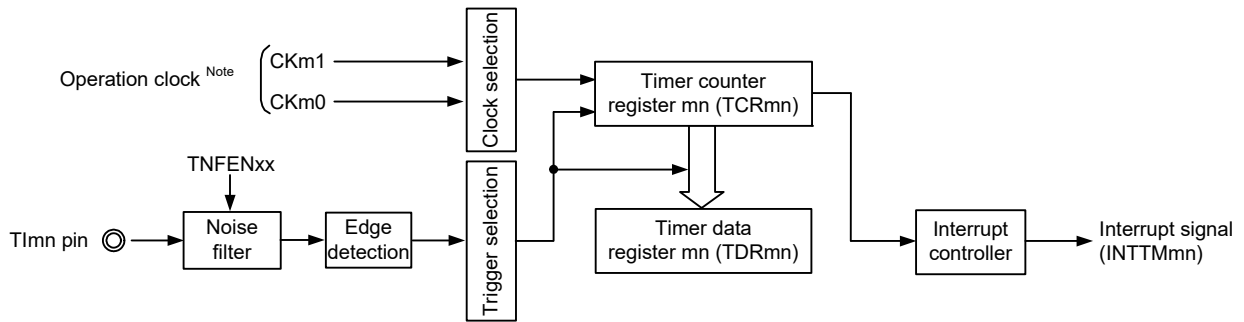 Operation clock Note
CKm1
CKm0
Clock selection
Timer counter
register mn (TCRmn)
TNFENxx
TImn pin
Noise
filter
Edge
detection
Trigger selection
Timer data
register mn (TDRmn)
Interrupt
controller
Interrupt signal
(INTTMmn)